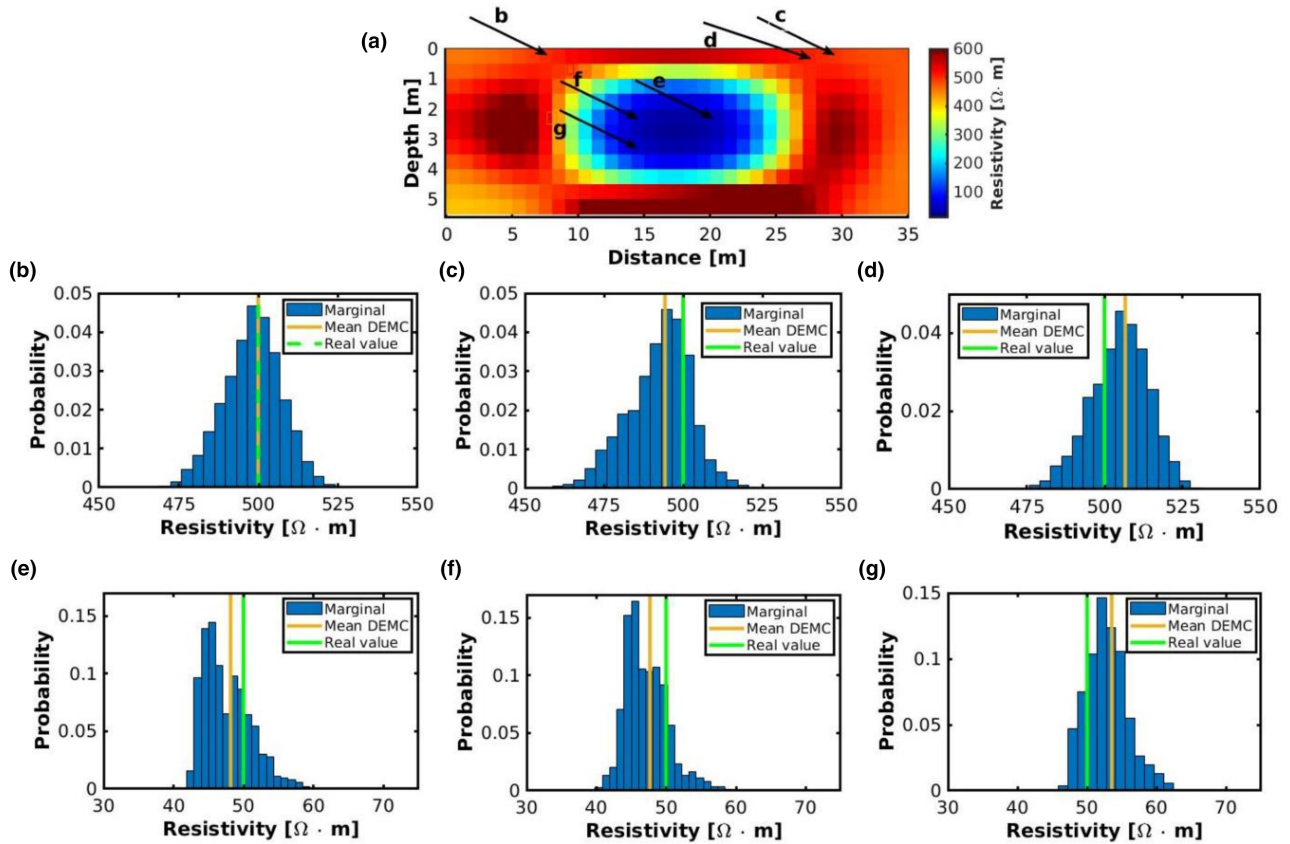 (a)
b
c
d
f
e
g
0
1
2
3
4
5
Depth [m]
0 5 10 15 20 25 30 35
Distance [m]
600
500
400
300
200
100
Resistivity [Ω· m]
(b)
0.05
0.04
0.03
0.02
0.01
0
Probability
Marginal
Mean DEMC
Real value
450 475 500 525 550
Resistivity [Ω · m]
(c)
0.05
0.04
0.03
0.02
0.01
0
Probability
Marginal
Mean DEMC
Real value
450 475 500 525 550
Resistivity [Ω · m]
(d)
0.04
0.02
0
Probability
Marginal
Mean DEMC
Real value
450 475 500 525 550
Resistivity [Ω · m]
(e)
0.15
0.1
0.05
0
Probability
Marginal
Mean DEMC
Real value
30 40 50 60 70
Resistivity [Ω · m]
(f)
0.15
0.1
0.05
0
Probability
Marginal
Mean DEMC
Real value
30 40 50 60 70
Resistivity [Ω · m]
(g)
0.15
0.1
0.05
0
Probability
Marginal
Mean DEMC
Real value
30 40 50 60 70
Resistivity [Ω · m]